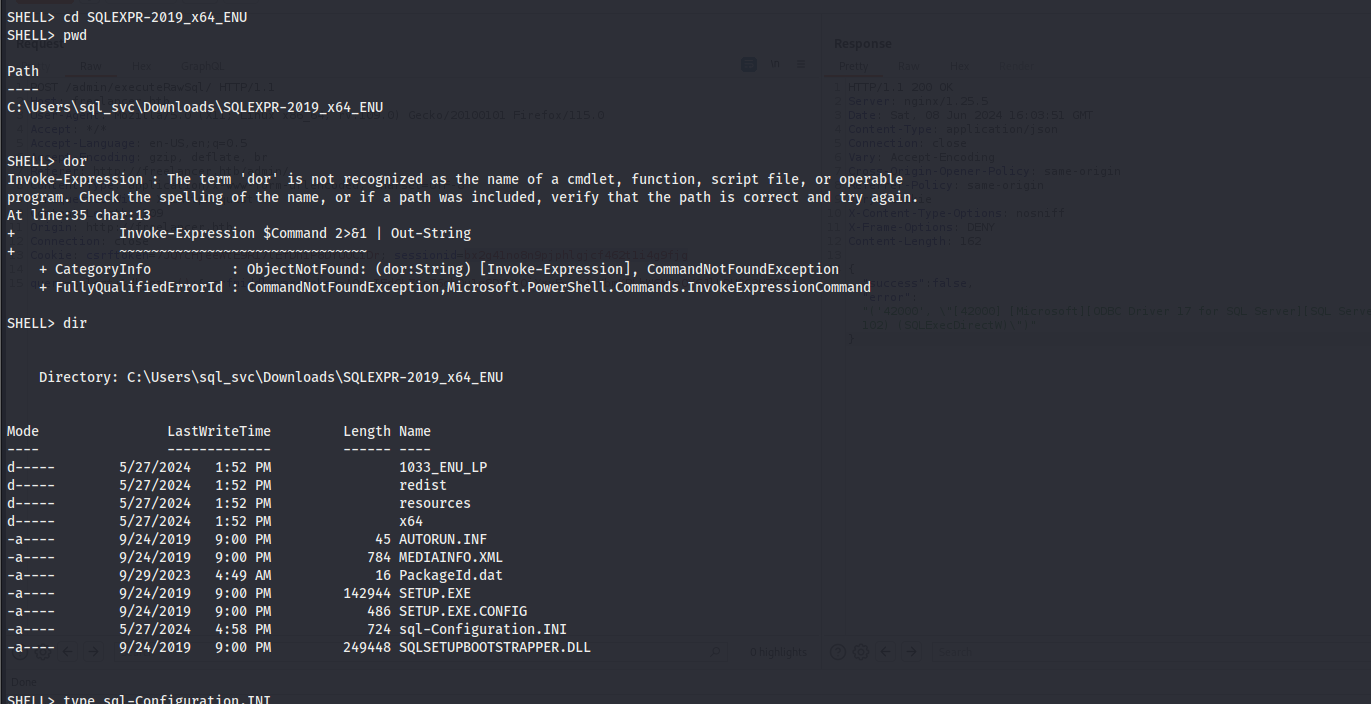 SHELL> cd SQLEXPR-2019_x64_ENU
SHELL> pwd
Request
Response
Path
----
C:\Users\sql_svc\Downloads\SQLEXPR-2019_x64_ENU
SHELL> dor
Invoke-Expression : The term 'dor' is not recognized as the name of a cmdlet, function, script file, or operable
program. Check the spelling of the name, or if a path was included, verify that the path is correct and try again.
At line:35 char:13
+             Invoke-Expression $Command 2>&1 | Out-String
+             ~~~~~~~~~~~~~~~~~~~~~~~~~~~~~~~
    + CategoryInfo          : ObjectNotFound: (dor:String) [Invoke-Expression], CommandNotFoundException
    + FullyQualifiedErrorId : CommandNotFoundException,Microsoft.PowerShell.Commands.InvokeExpressionCommand
SHELL> dir
    Directory: C:\Users\sql_svc\Downloads\SQLEXPR-2019_x64_ENU
Mode                LastWriteTime         Length Name
----                -------------         ------ ----
d-----        5/27/2024   1:52 PM                1033_ENU_LP
d-----        5/27/2024   1:52 PM                redist
d-----        5/27/2024   1:52 PM                resources
d-----        5/27/2024   1:52 PM                x64
-a----        9/24/2019   9:00 PM             45 AUTORUN.INF
-a----        9/24/2019   9:00 PM            784 MEDIAINFO.XML
-a----        9/29/2023   4:49 AM             16 PackageId.dat
-a----        9/24/2019   9:00 PM         142944 SETUP.EXE
-a----        9/24/2019   9:00 PM            486 SETUP.EXE.CONFIG
-a----        5/27/2024   4:58 PM            724 sql-Configuration.INI
-a----        9/24/2019   9:00 PM         249448 SQLSETUPBOOTSTRAPPER.DLL
0 highlights
Search
Done
SHELL> type sql-Configuration.INI